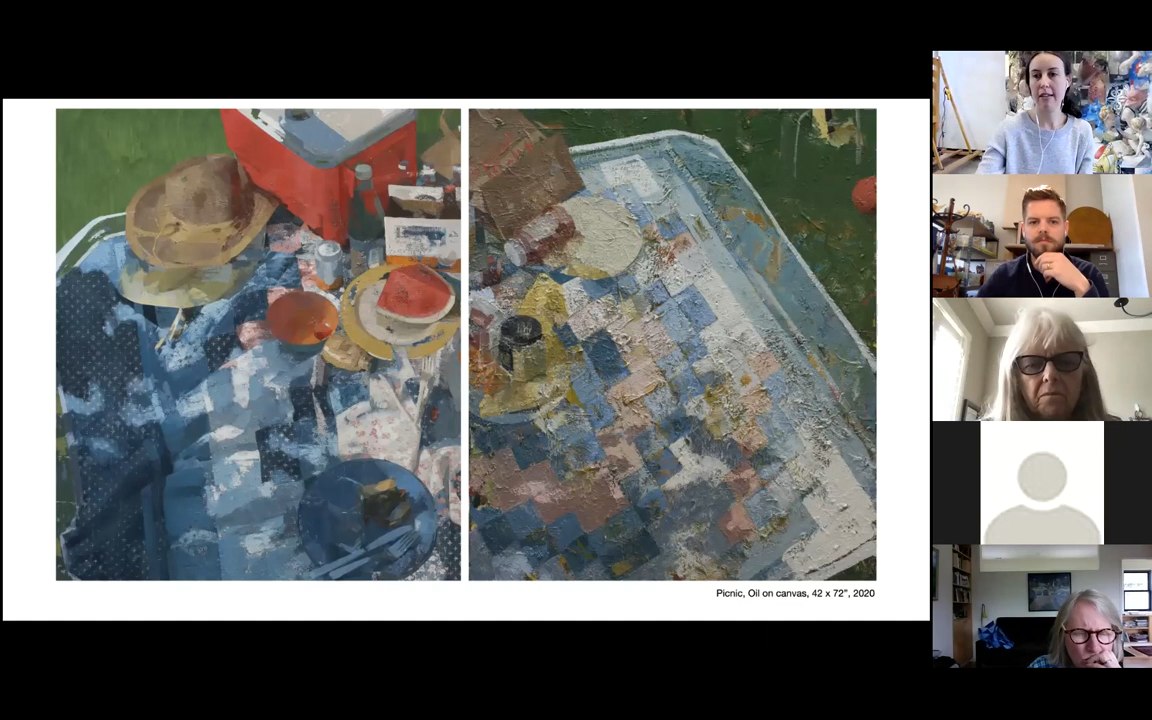 Picnic, Oil on canvas, 42 x 72”, 2020